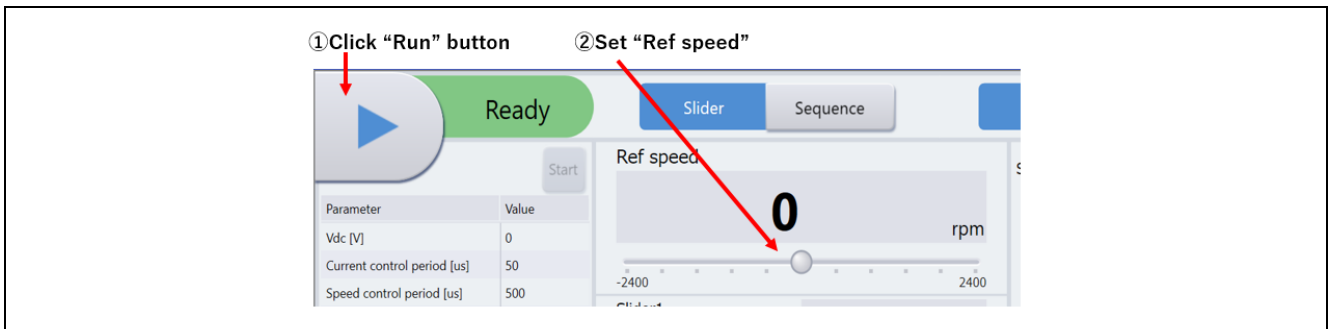 ①Click “Run” button
②Set “Ref speed”
Ready
Slider
Sequence
Start
Ref speed
0
rpm
-2400
2400
Parameter Value
Vdc [V] 0
Current control period [us] 50
Speed control period [us] 500